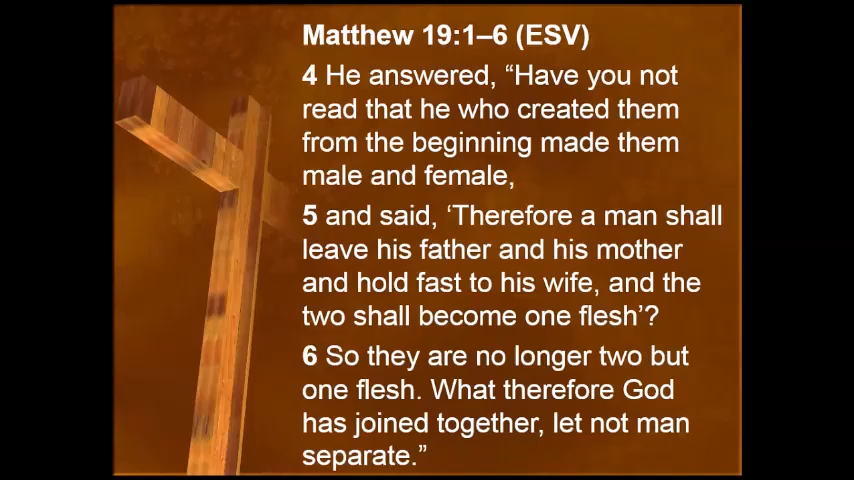 Matthew 19:1–6 (ESV)
4 He answered, “Have you not
read that he who created them
from the beginning made them
male and female,
5 and said, ‘Therefore a man shall
leave his father and his mother
and hold fast to his wife, and the
two shall become one flesh’?
6 So they are no longer two but
one flesh. What therefore God
has joined together, let not man
separate.”